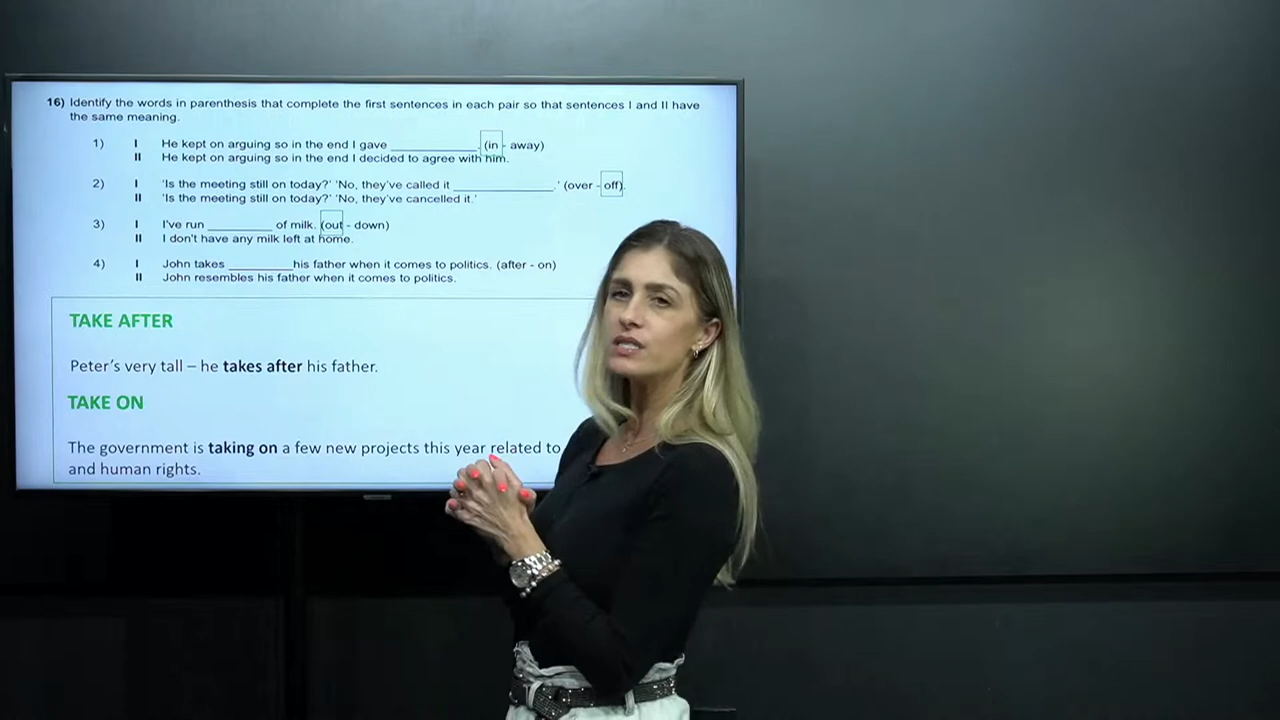 16) Identify the words in parenthesis that complete the first sentences in each pair so that sentences I and II have
the same meaning.
1) I He kept on arguing so in the end I gave ____________. (in - away)
II He kept on arguing so in the end I decided to agree with him.
2) I 'Is the meeting still on today?' 'No, they've called it ______________.' (over - off).
II 'Is the meeting still on today?' 'No, they've cancelled it.'
3) I I've run _________ of milk. (out - down)
II I don't have any milk left at home.
4) I John takes _________his father when it comes to politics. (after - on)
II John resembles his father when it comes to politics.
TAKE AFTER
Peter's very tall – he takes after his father.
TAKE ON
The government is taking on a few new projects this year related to
and human rights.